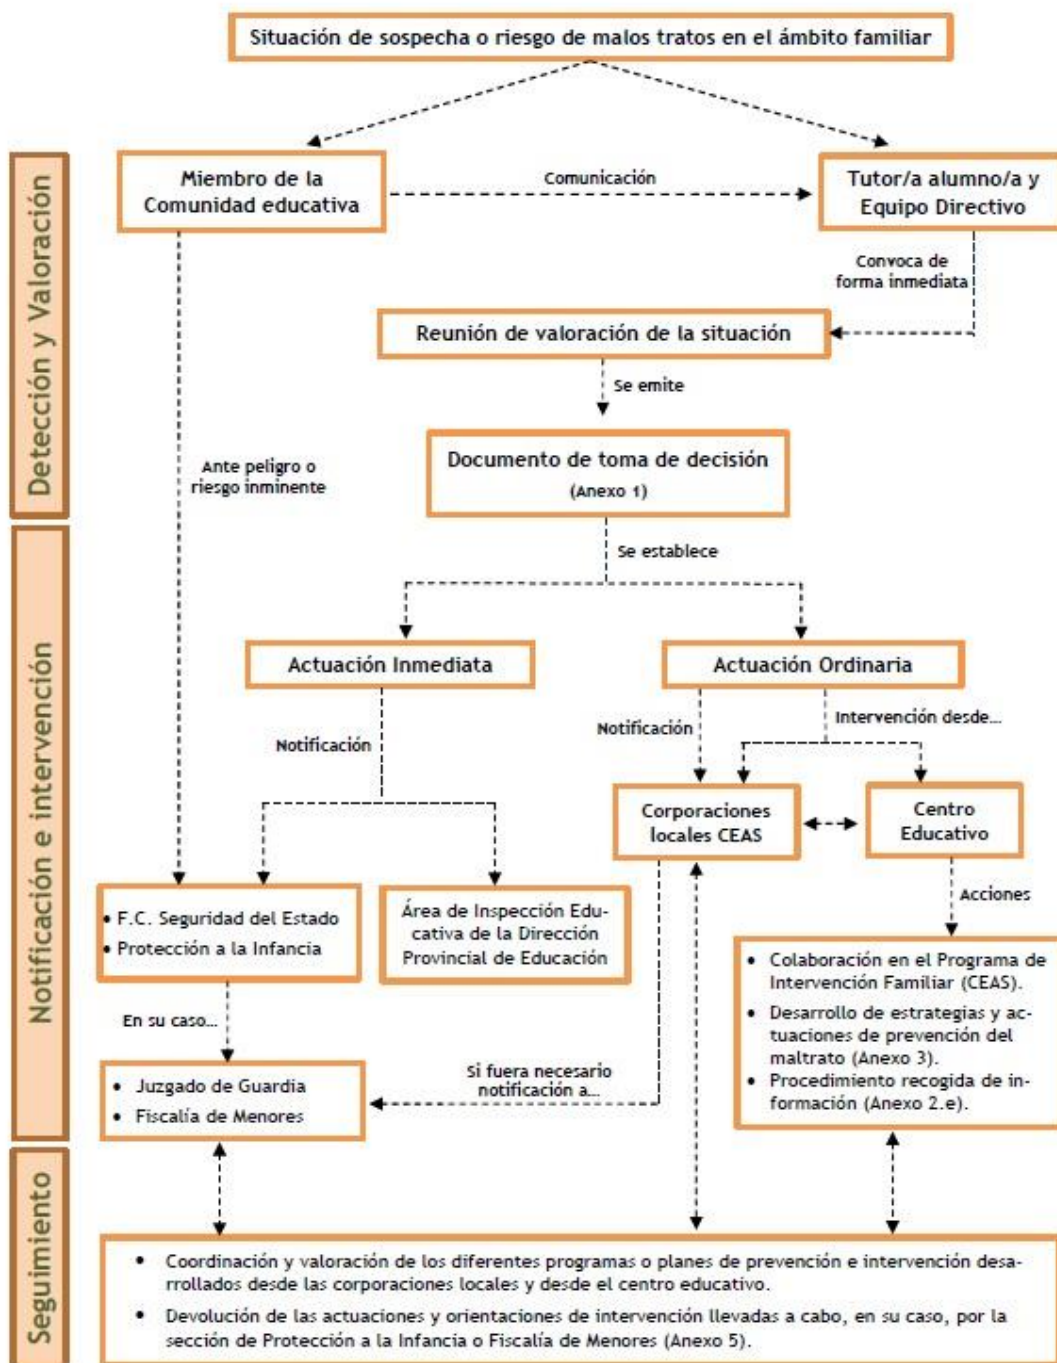 Situación de sospecha o riesgo de malos tratos en el ámbito familiar
Detección y Valoración
Miembro de la
Comunidad educativa
Comunicación
Tutor/a alumno/a y
Equipo Directivo
Convoca de
forma inmediata
Reunión de valoración de la situación
Se emite
Documento de toma de decisión
(Anexo 1)
Ante peligro o
riesgo inminente
Notificación e intervención
Se establece
Actuación Inmediata
Actuación Ordinaria
Notificación
Notificación
Intervención desde...
Corporaciones
locales CEAS
Centro
Educativo
Acciones
• F.C. Seguridad del Estado
• Protección a la Infancia
Área de Inspección Edu-
cativa de la Dirección
Provincial de Educación
• Colaboración en el Programa de
Intervención Familiar (CEAS).
• Desarrollo de estrategias y ac-
tuaciones de prevención del
maltrato (Anexo 3).
• Procedimiento recogida de in-
formación (Anexo 2.e).
En su caso...
Si fuera necesario
notificación a...
• Juzgado de Guardia
• Fiscalía de Menores
Seguimiento
• Coordinación y valoración de los diferentes programas o planes de prevención e intervención desa-
rrollados desde las corporaciones locales y desde el centro educativo.
• Devolución de las actuaciones y orientaciones de intervención llevadas a cabo, en su caso, por la
sección de Protección a la Infancia o Fiscalía de Menores (Anexo 5).